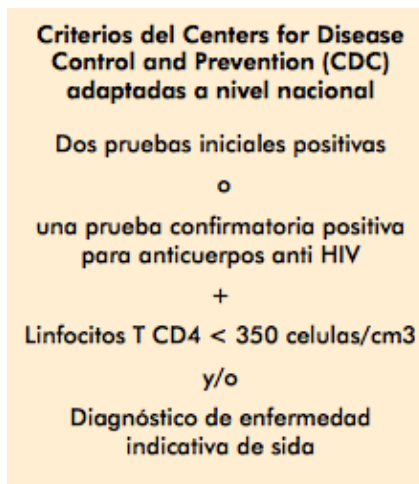 Criterios del Centers for Disease
Control and Prevention (CDC)
adaptadas a nivel nacional
Dos pruebas iniciales positivas
o
una prueba confirmatoria positiva
para anticuerpos anti HIV
+
Linfocitos T CD4 < 350 celulas/cm3
y/o
Diagnóstico de enfermedad
indicativa de sida